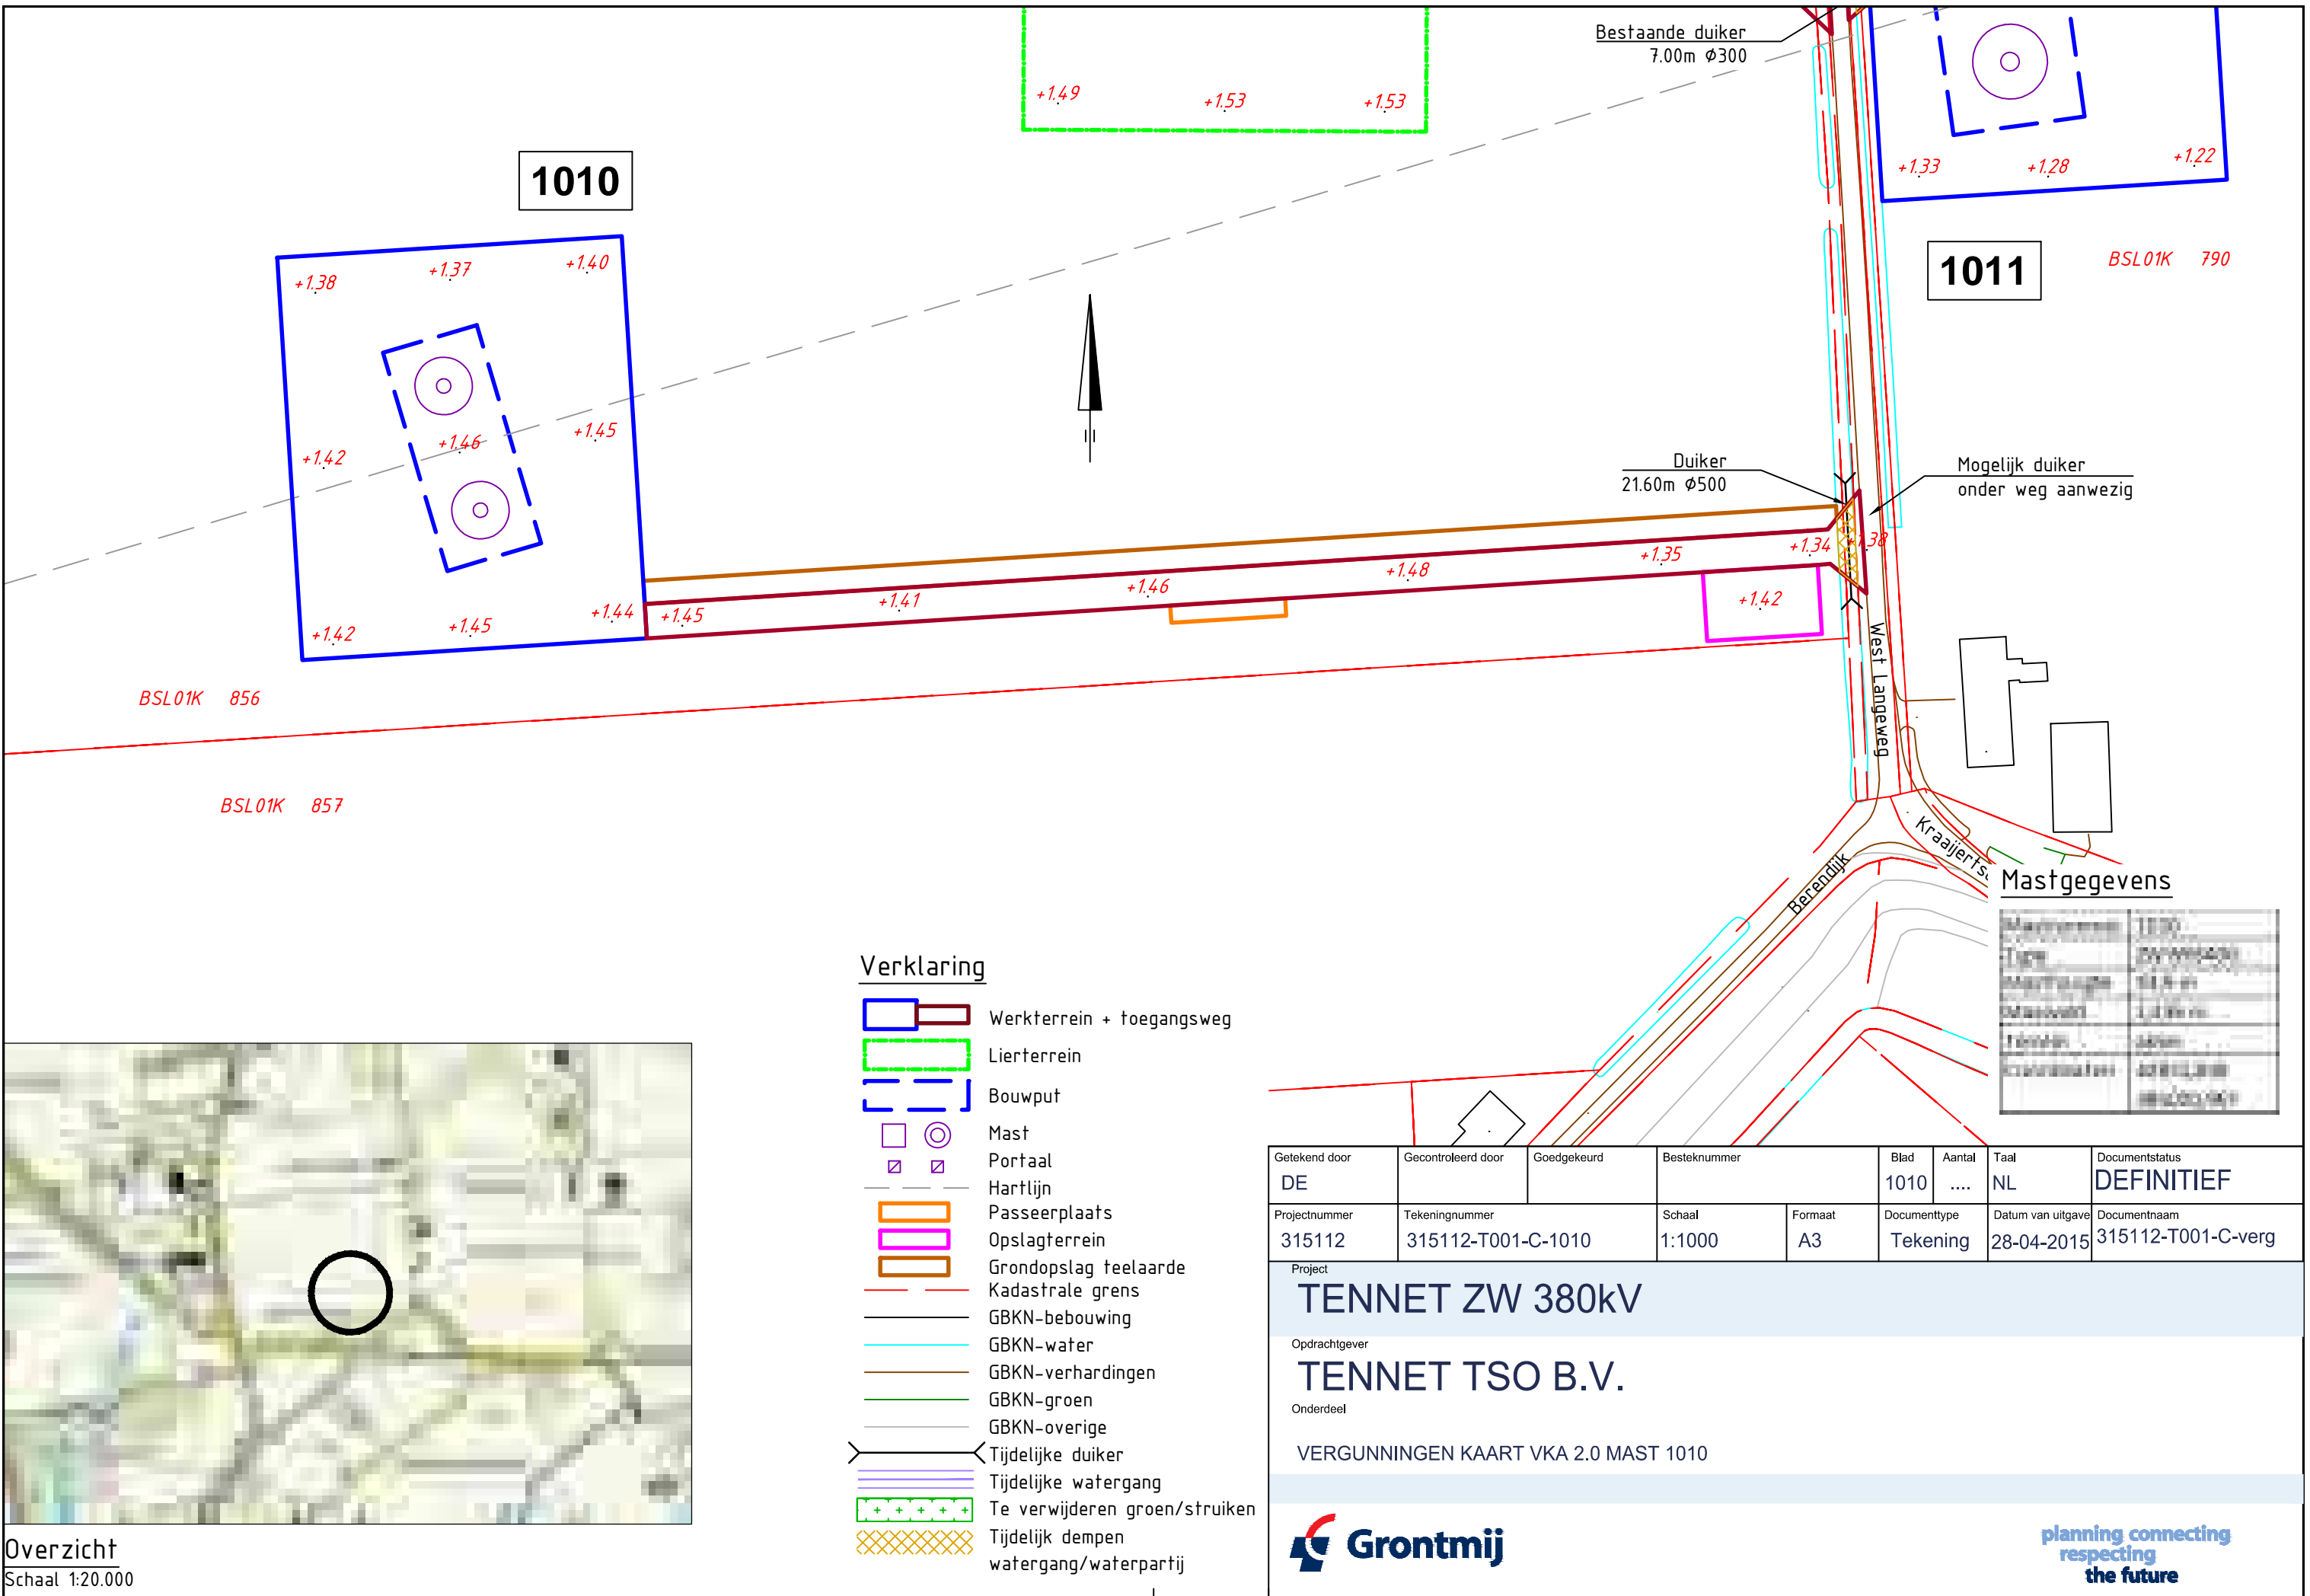 Bestaande duiker
7.00m Ø300
+1.49
+1.53
+1.53
+1.33
+1.28
+1.22
1010
1011
BSL01K 790
+1.38
+1.37
+1.40
+1.42
+1.46
+1.45
+1.42
+1.45
+1.44
Duiker
21.60m Ø500
Mogelijk duiker
onder weg aanwezig
+1.45
+1.41
+1.46
+1.48
+1.35
+1.34
+1.38
+1.42
BSL01K 856
BSL01K 857
West Langeweg
Berendijk
Mastgegevens
Verklaring
Werkterrein + toegangsweg
Lierterrein
Bouwput
Mast
Portaal
Hartlijn
Passeerplaats
Opslagterrein
Grondopslag teelaarde
Kadastrale grens
GBKN-bebouwing
GBKN-water
GBKN-verhardingen
GBKN-groen
GBKN-overige
Tijdelijke duiker
Tijdelijke watergang
Te verwijderen groen/struiken
Tijdelijk dempen
watergang/waterpartij
Overzicht
Schaal 1:20.000
Getekend door Gecontroleerd door Goedgekeurd Besteknummer Blad Aantal Taal Documentstatus
DE 1010 .... NL DEFINITIEF
Projectnummer Tekeningnummer Schaal Formaat Documenttype Datum van uitgave Documentnaam
315112 315112-T001-C-1010 1:1000 A3 Tekening 28-04-2015 315112-T001-C-verg
Project
TENNET ZW 380kV
Opdrachtgever
TENNET TSO B.V.
Onderdeel
VERGUNNINGEN KAART VKA 2.0 MAST 1010
Grontmij
planning connecting
respecting
the future